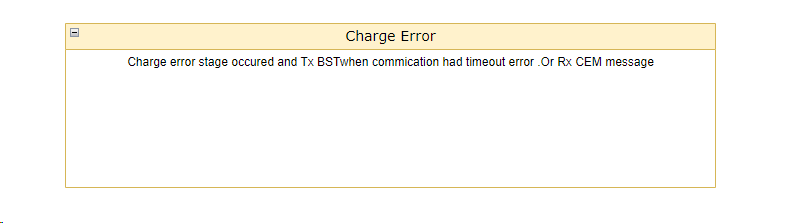 Charge Error
Charge error stage occured and Tx BSTwhen commication had timeout error .Or Rx CEM message